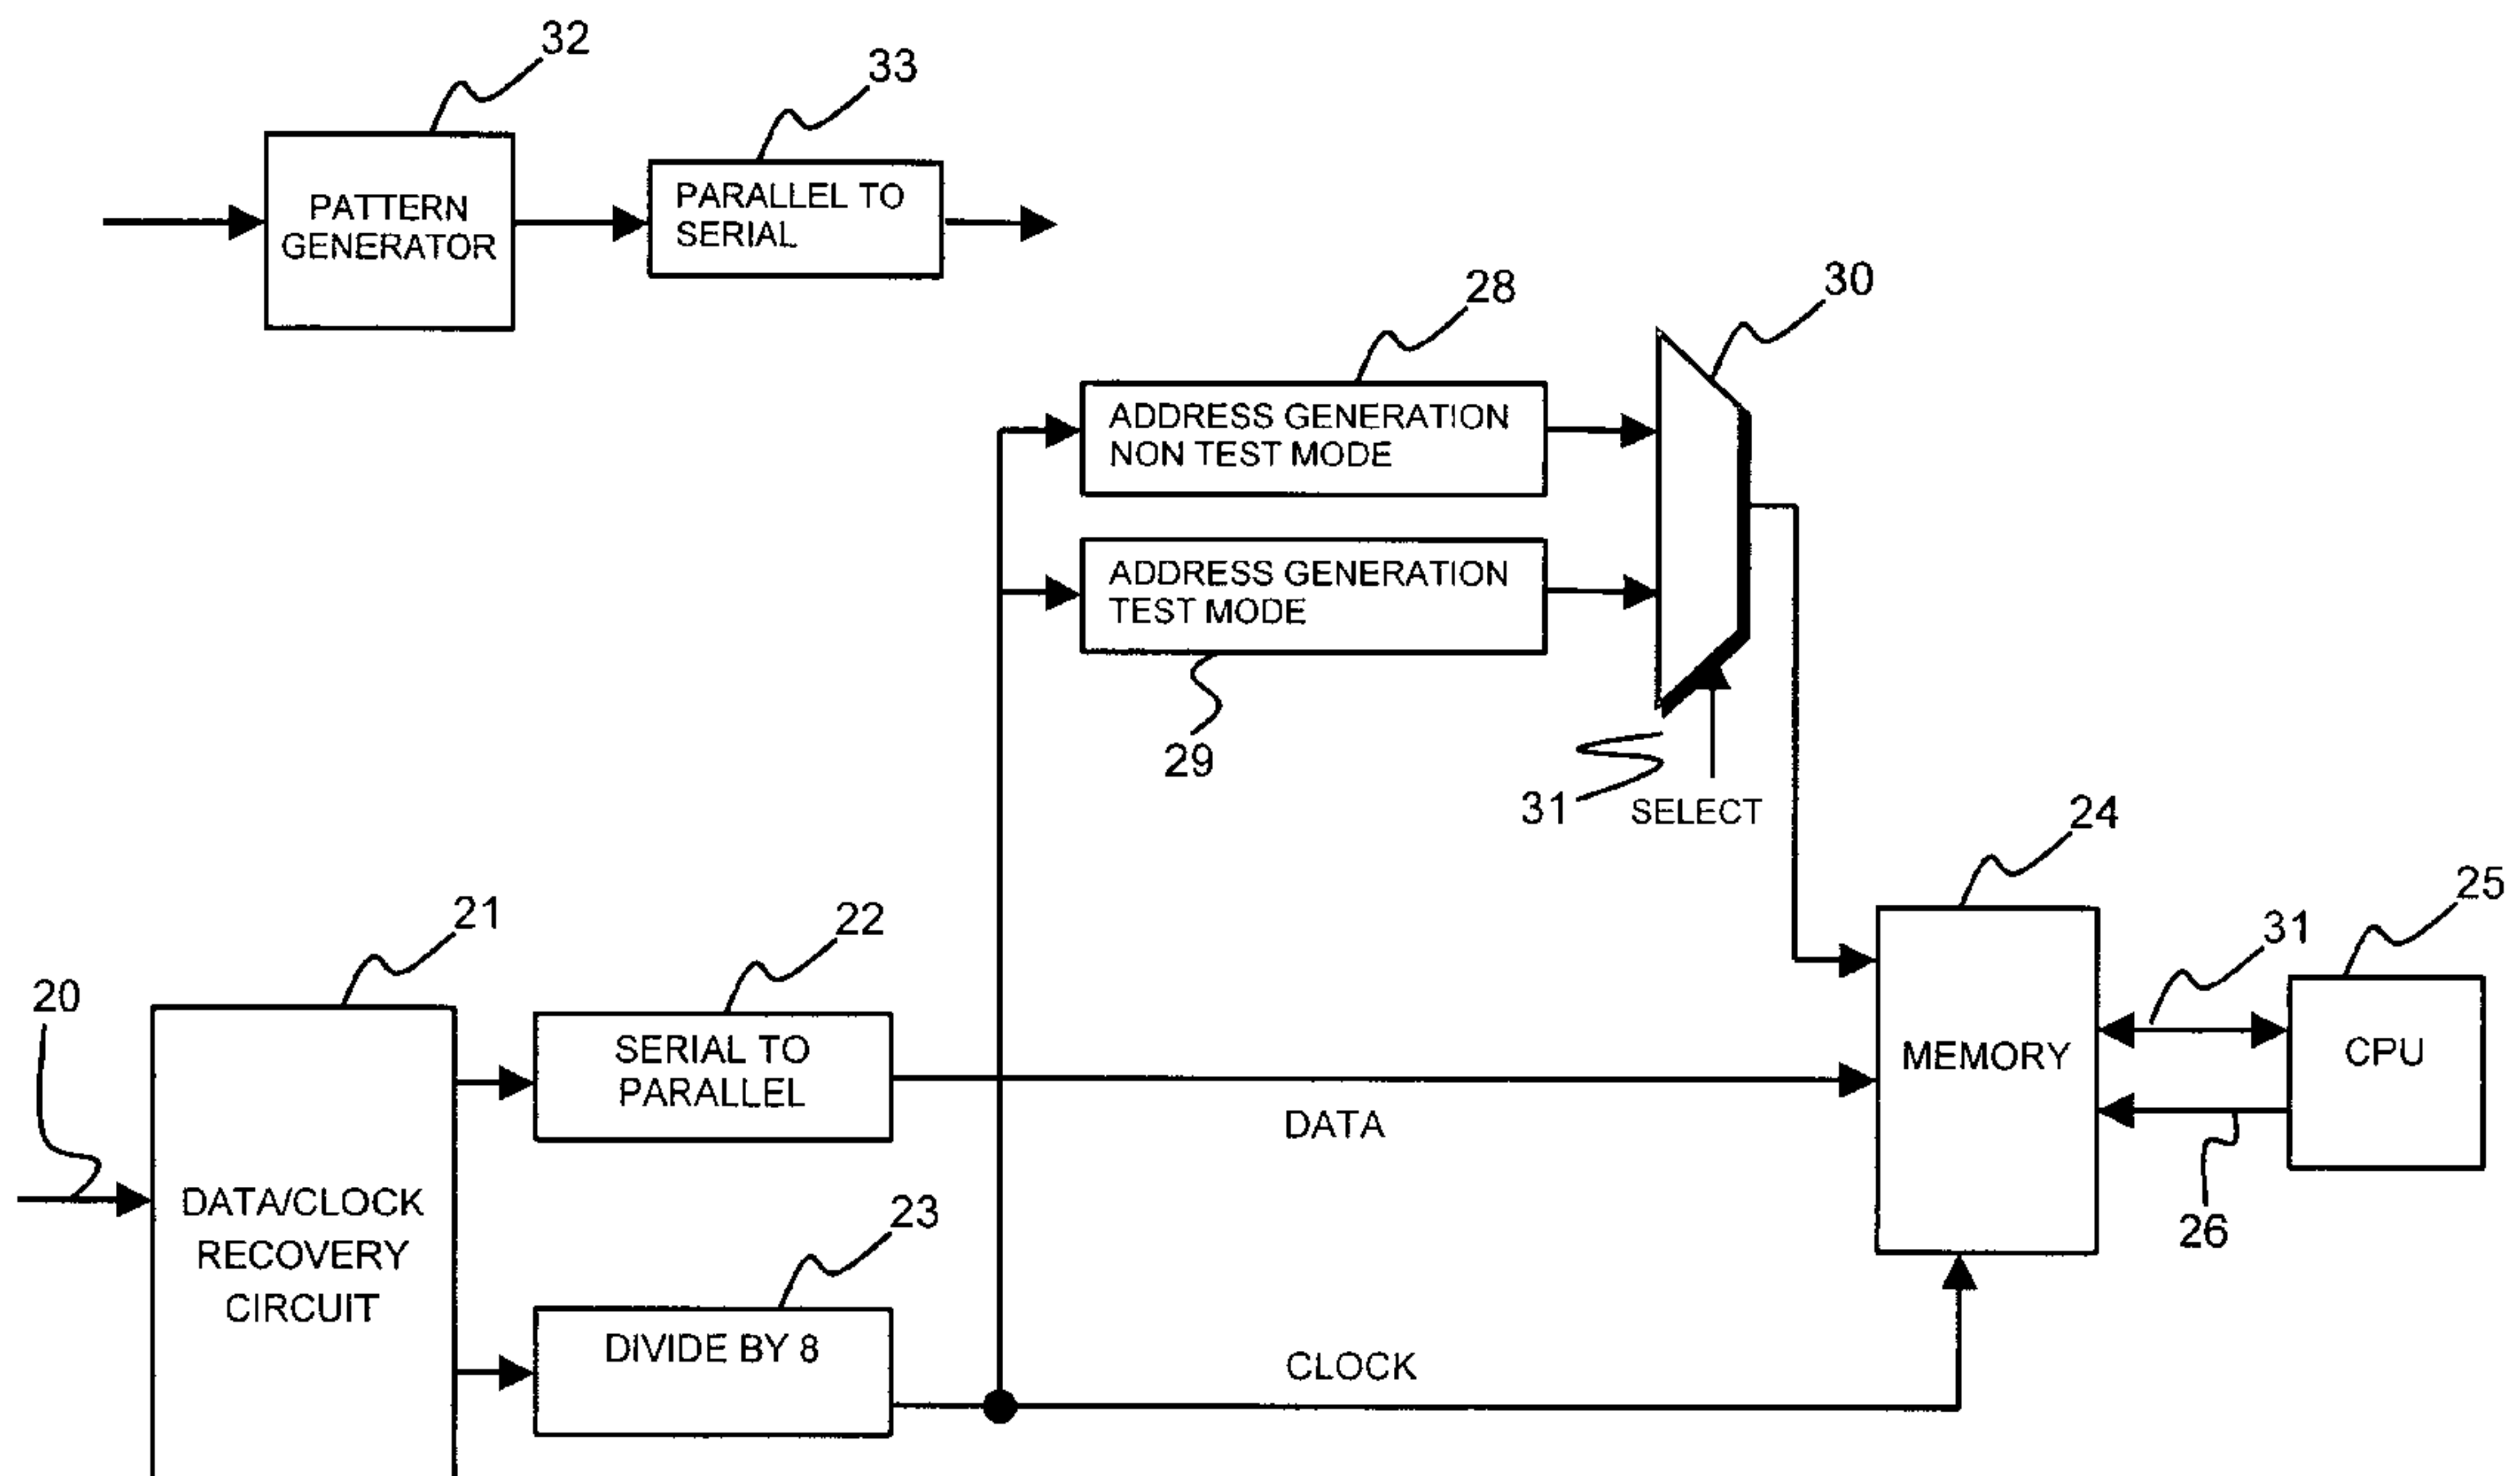 32
33
PATTERN
GENERATOR
PARALLEL TO
SERIAL
28
30
ADDRESS GENERATION
NON TEST MODE
ADDRESS GENERATION
TEST MODE
29
31
SELECT
24
25
21
22
31
20
SERIAL TO
PARALLEL
MEMORY
CPU
DATA
DATA/CLOCK
RECOVERY
CIRCUIT
23
26
DIVIDE BY 8
CLOCK